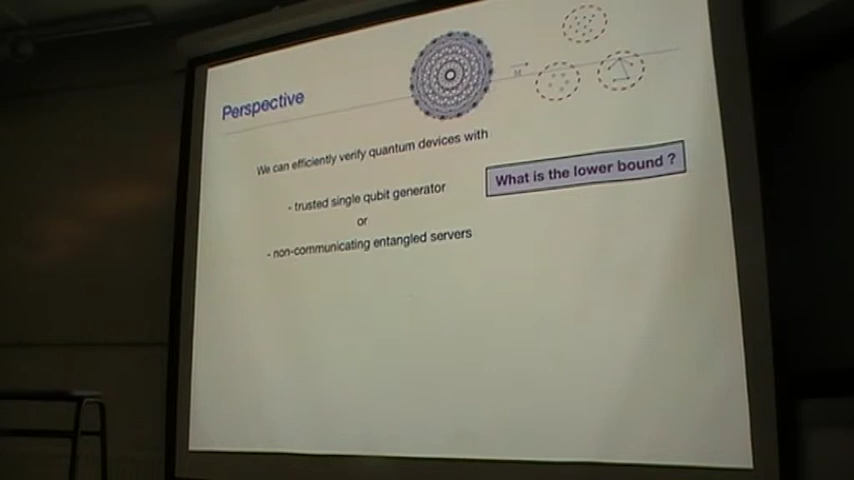 Perspective
We can efficiently verify quantum devices with
- trusted single qubit generator
or
- non-communicating entangled servers
What is the lower bound ?